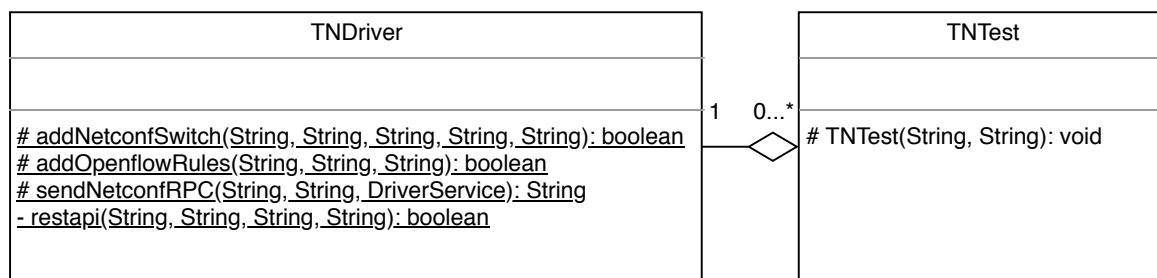 TNDriver
# addNetconfSwitch(String, String, String, String, String): boolean
# addOpenflowRules(String, String, String): boolean
# sendNetconfRPC(String, String, DriverService): String
- restapi(String, String, String, String): boolean
1
0...*
TNTest
# TNTest(String, String): void